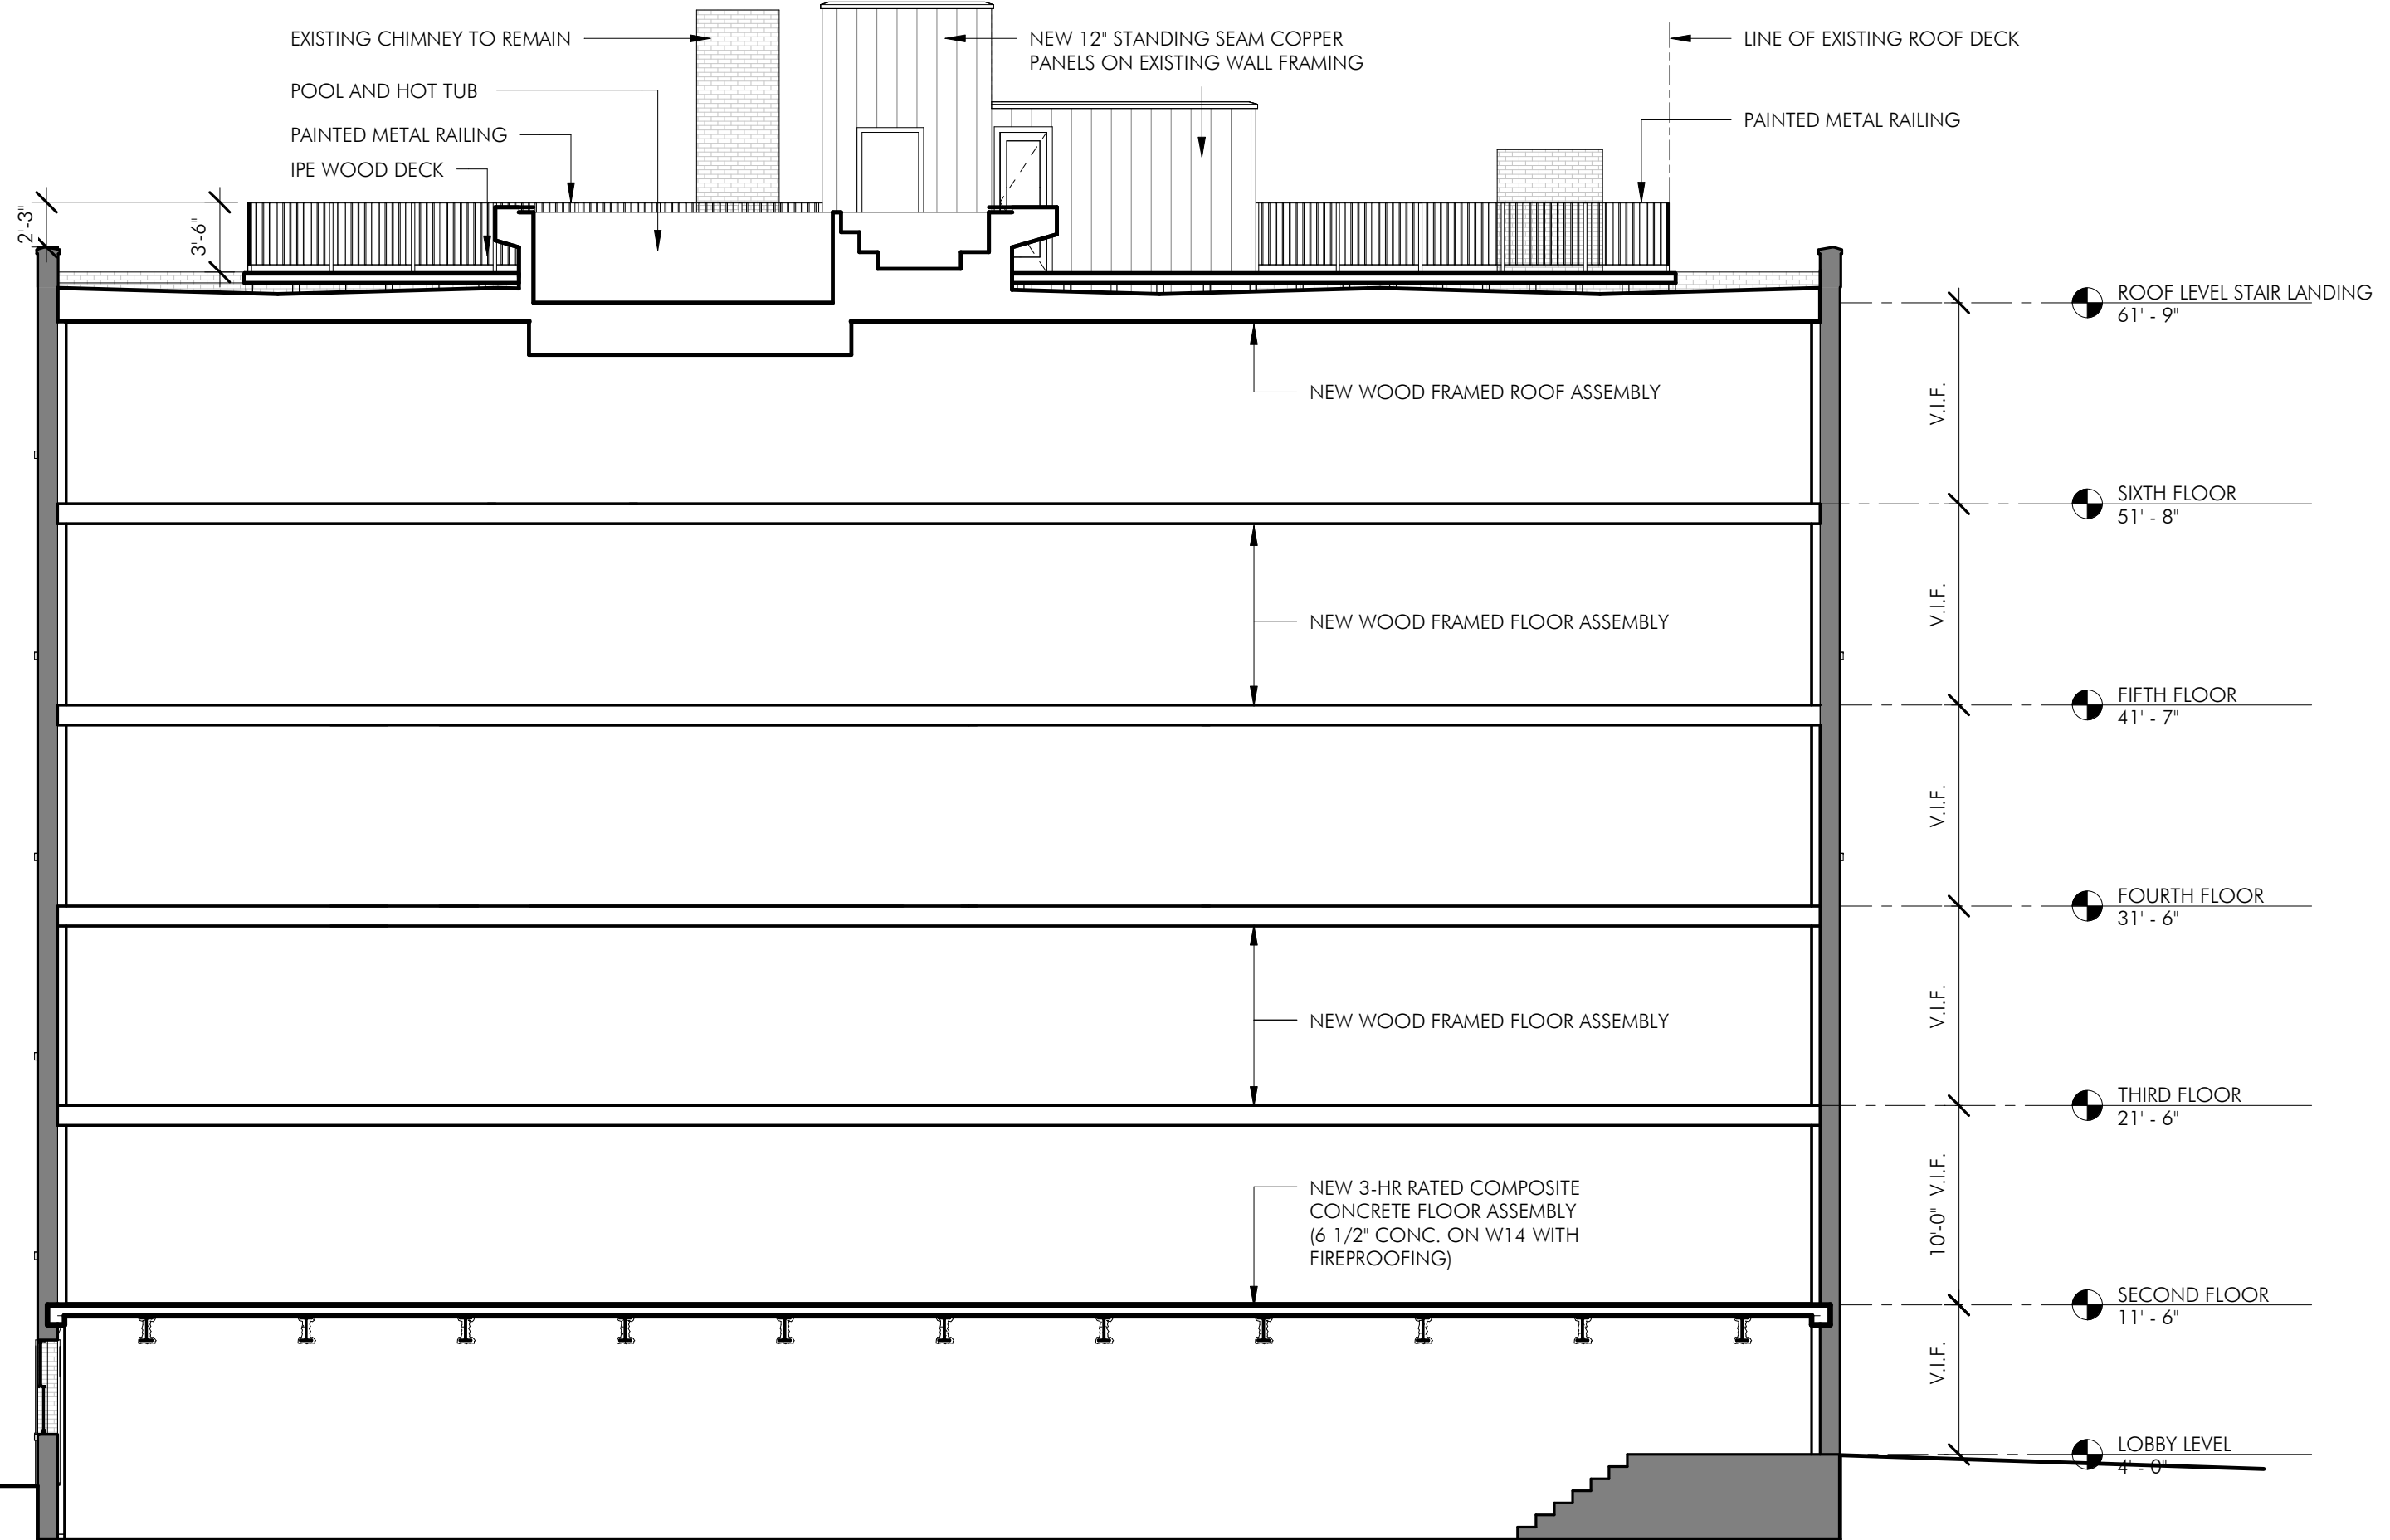 EXISTING CHIMNEY TO REMAIN
NEW 12" STANDING SEAM COPPER
PANELS ON EXISTING WALL FRAMING
LINE OF EXISTING ROOF DECK
POOL AND HOT TUB
PAINTED METAL RAILING
PAINTED METAL RAILING
IPE WOOD DECK
2'-3"
3'-6"
ROOF LEVEL STAIR LANDING
61' - 9"
NEW WOOD FRAMED ROOF ASSEMBLY
V.I.F.
SIXTH FLOOR
51' - 8"
NEW WOOD FRAMED FLOOR ASSEMBLY
V.I.F.
FIFTH FLOOR
41' - 7"
V.I.F.
FOURTH FLOOR
31' - 6"
NEW WOOD FRAMED FLOOR ASSEMBLY
V.I.F.
THIRD FLOOR
21' - 6"
NEW 3-HR RATED COMPOSITE
CONCRETE FLOOR ASSEMBLY
(6 1/2" CONC. ON W14 WITH
FIREPROOFING)
10'-0" V.I.F.
SECOND FLOOR
11' - 6"
V.I.F.
LOBBY LEVEL
4' - 0"